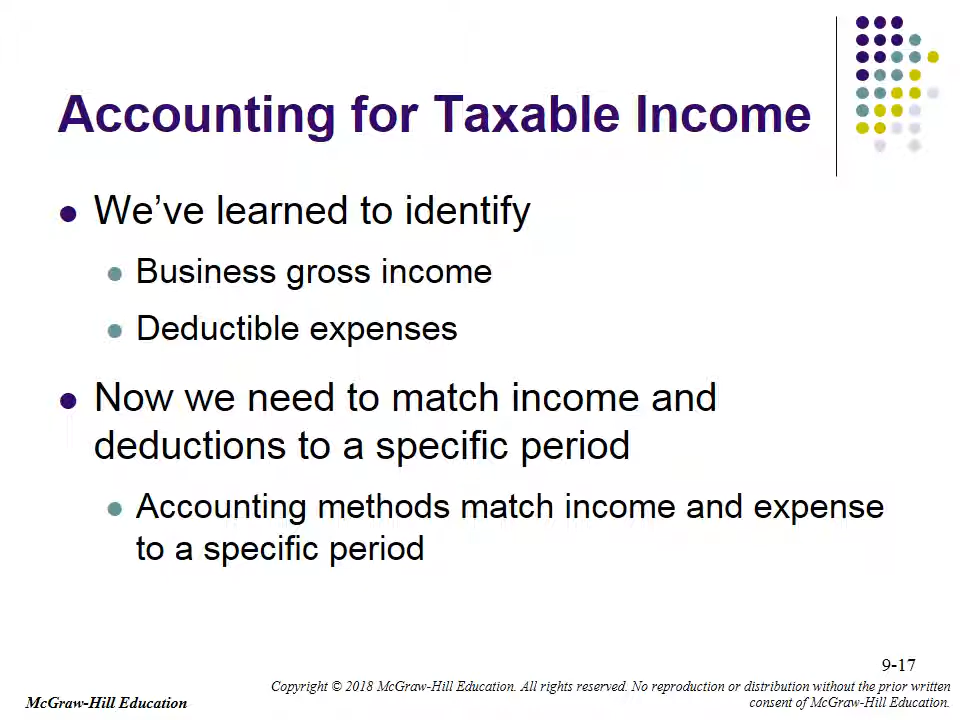 Accounting for Taxable Income
We’ve learned to identify
Business gross income
Deductible expenses
Now we need to match income and
deductions to a specific period
Accounting methods match income and expense
to a specific period
9-17
McGraw-Hill Education
Copyright © 2018 McGraw-Hill Education. All rights reserved. No reproduction or distribution without the prior written
consent of McGraw-Hill Education.